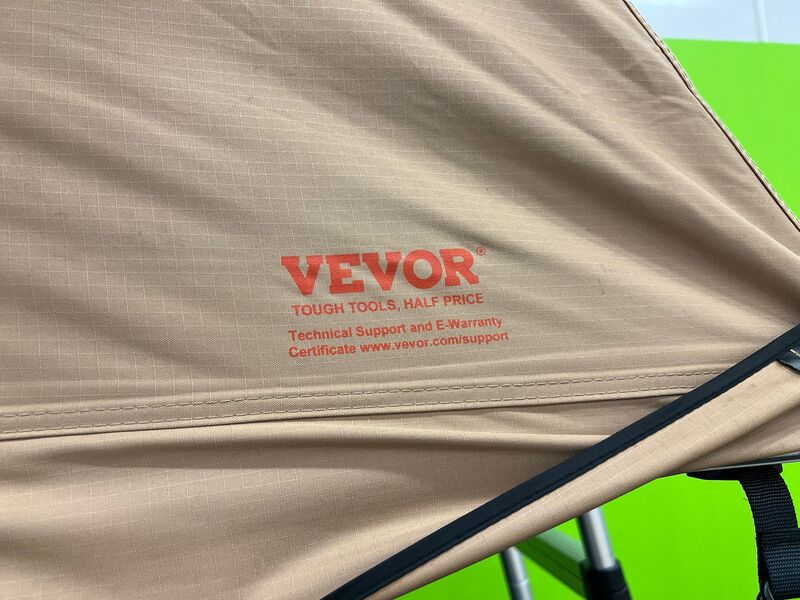 VEVOR®
TOUGH TOOLS, HALF PRICE
Technical Support and E-Warranty
Certificate www.vevor.com/support